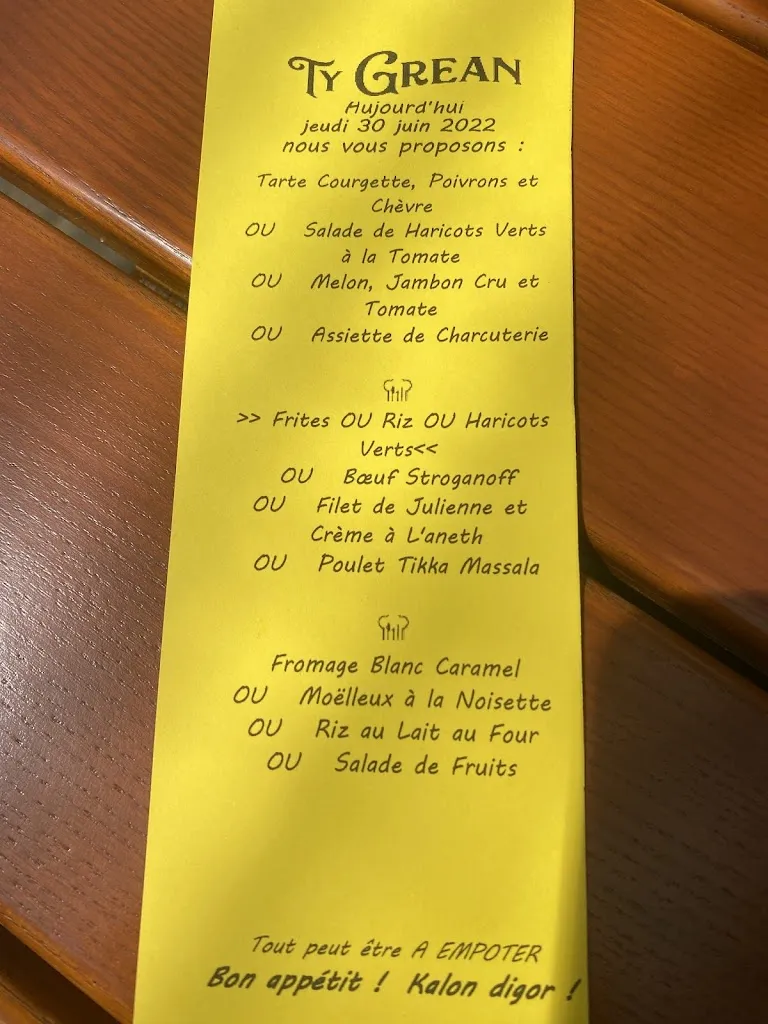 Ty Grean
Aujourd'hui
jeudi 30 juin 2022
nous vous proposons :
Tarte Courgette, Poivrons et
Chèvre
OU Salade de Haricots Verts
à la Tomate
OU Melon, Jambon Cru et
Tomate
OU Assiette de Charcuterie
>> Frites OU Riz OU Haricots
Verts<<
OU Bœuf Stroganoff
OU Filet de Julienne et
Crème à L'aneth
OU Poulet Tikka Massala
Fromage Blanc Caramel
OU Moëlleux à la Noisette
OU Riz au Lait au Four
OU Salade de Fruits
Tout peut être A EMPOTER
Bon appétit ! Kalon digor !